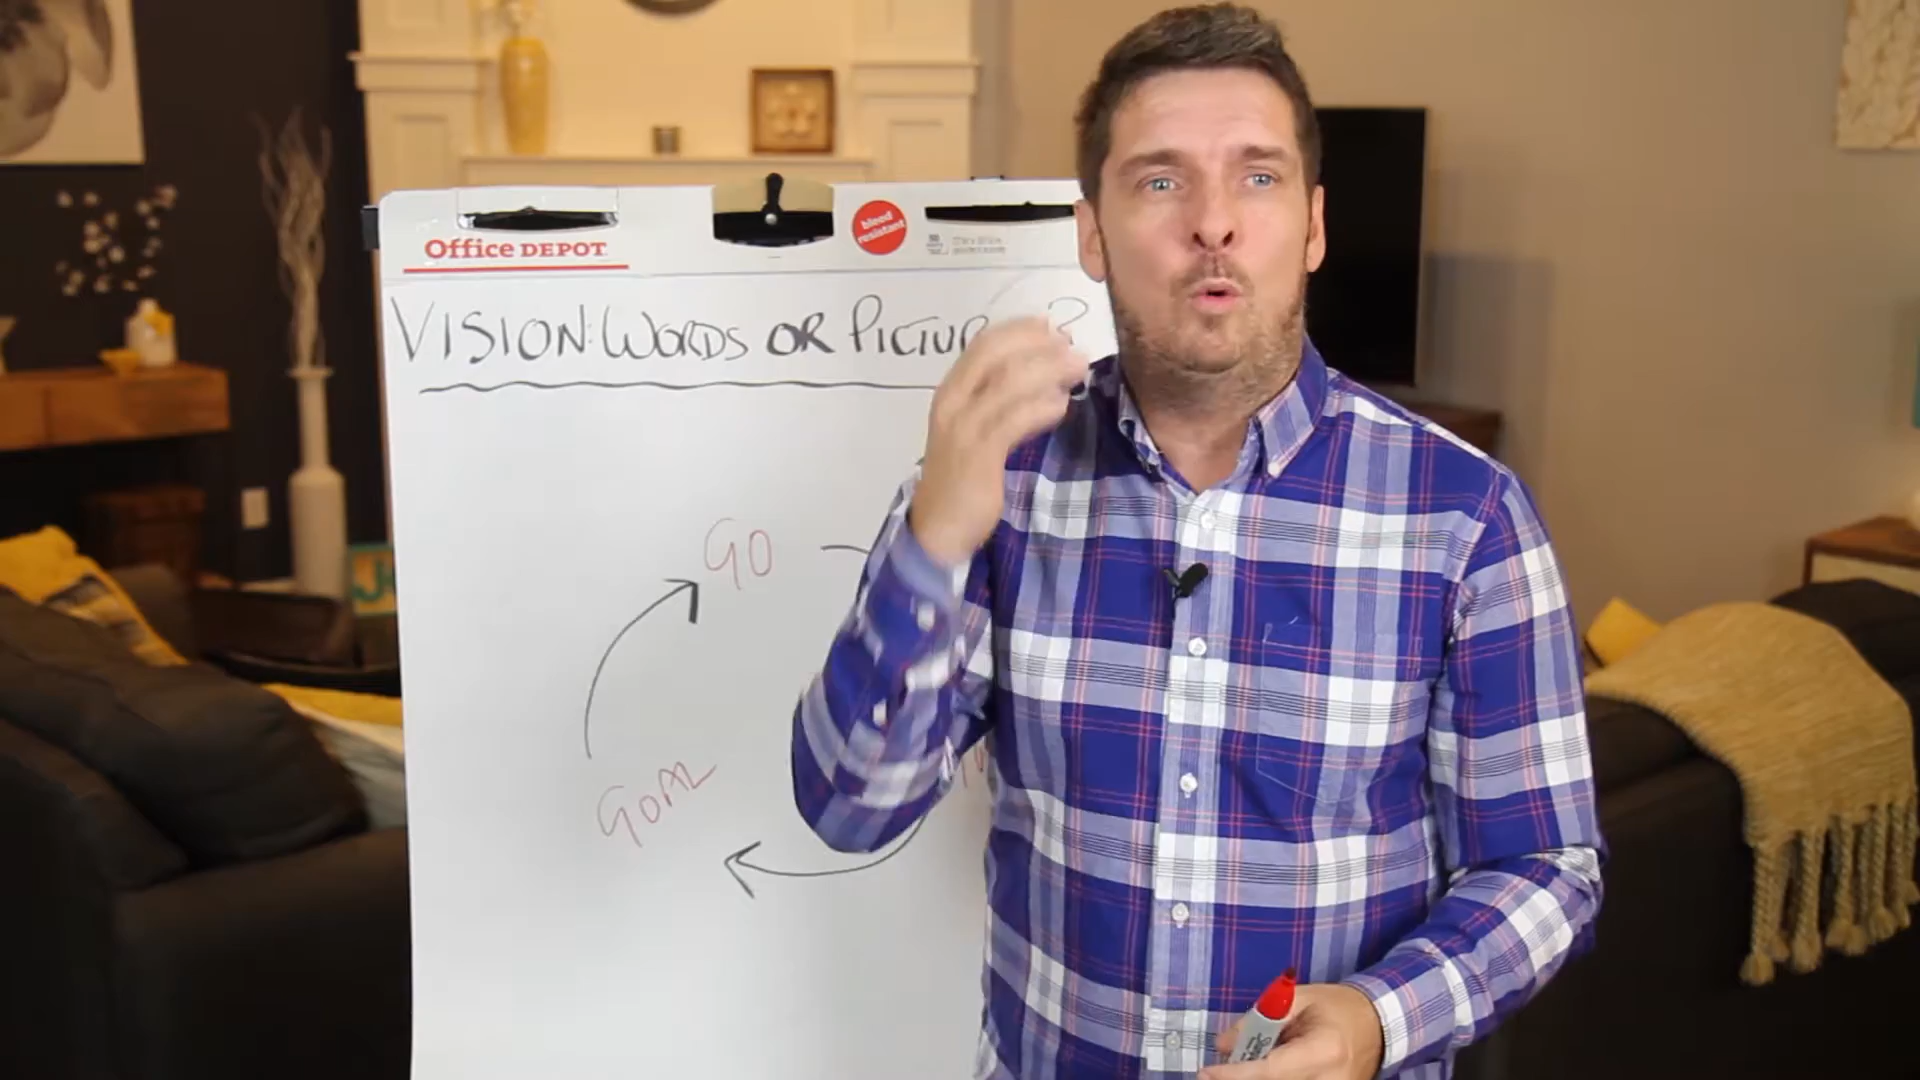 Office DEPOT
bleed
resistant
VISION: WORDS OR PICTUR ?
GO
GOAL